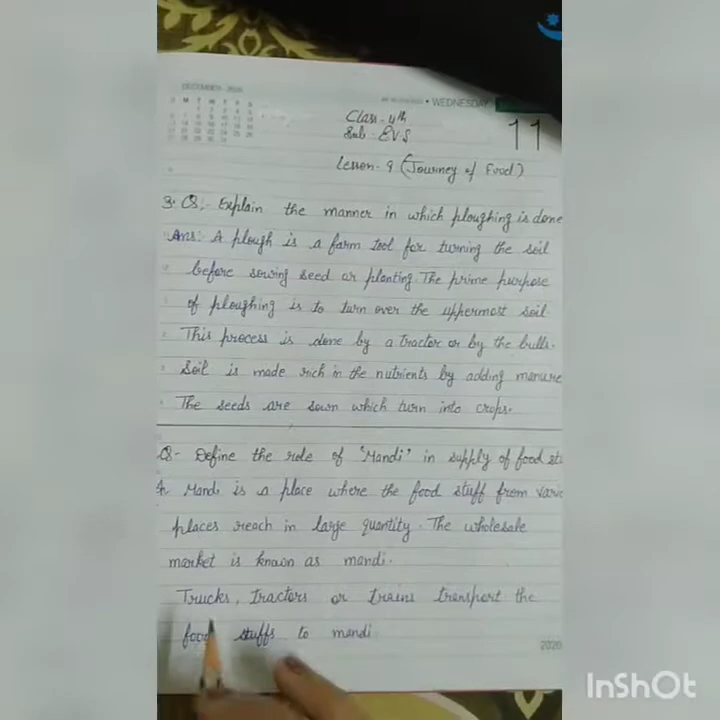 DECEMBER - 2020
WEDNESDAY
11
Class - 4th
Sub - EVS
Lesson - 9 (Journey of Food)
3. Q:- Explain the manner in which ploughing is done
Ans:- A plough is a farm tool for turning the soil
before sowing seed or planting. The prime purpose
of ploughing is to turn over the uppermost soil.
This process is done by a tractor or by the bulls.
Soil is made rich in the nutrients by adding manure
The seeds are sown which turn into crops.
Q- Define the role of 'Mandi' in supply of food st
Mandi is a place where the food stuff from vari
places reach in large quantity. The wholesale
market is known as mandi.
Trucks, tractors or trains transport the
food stuffs to mandi
2020
InShOt